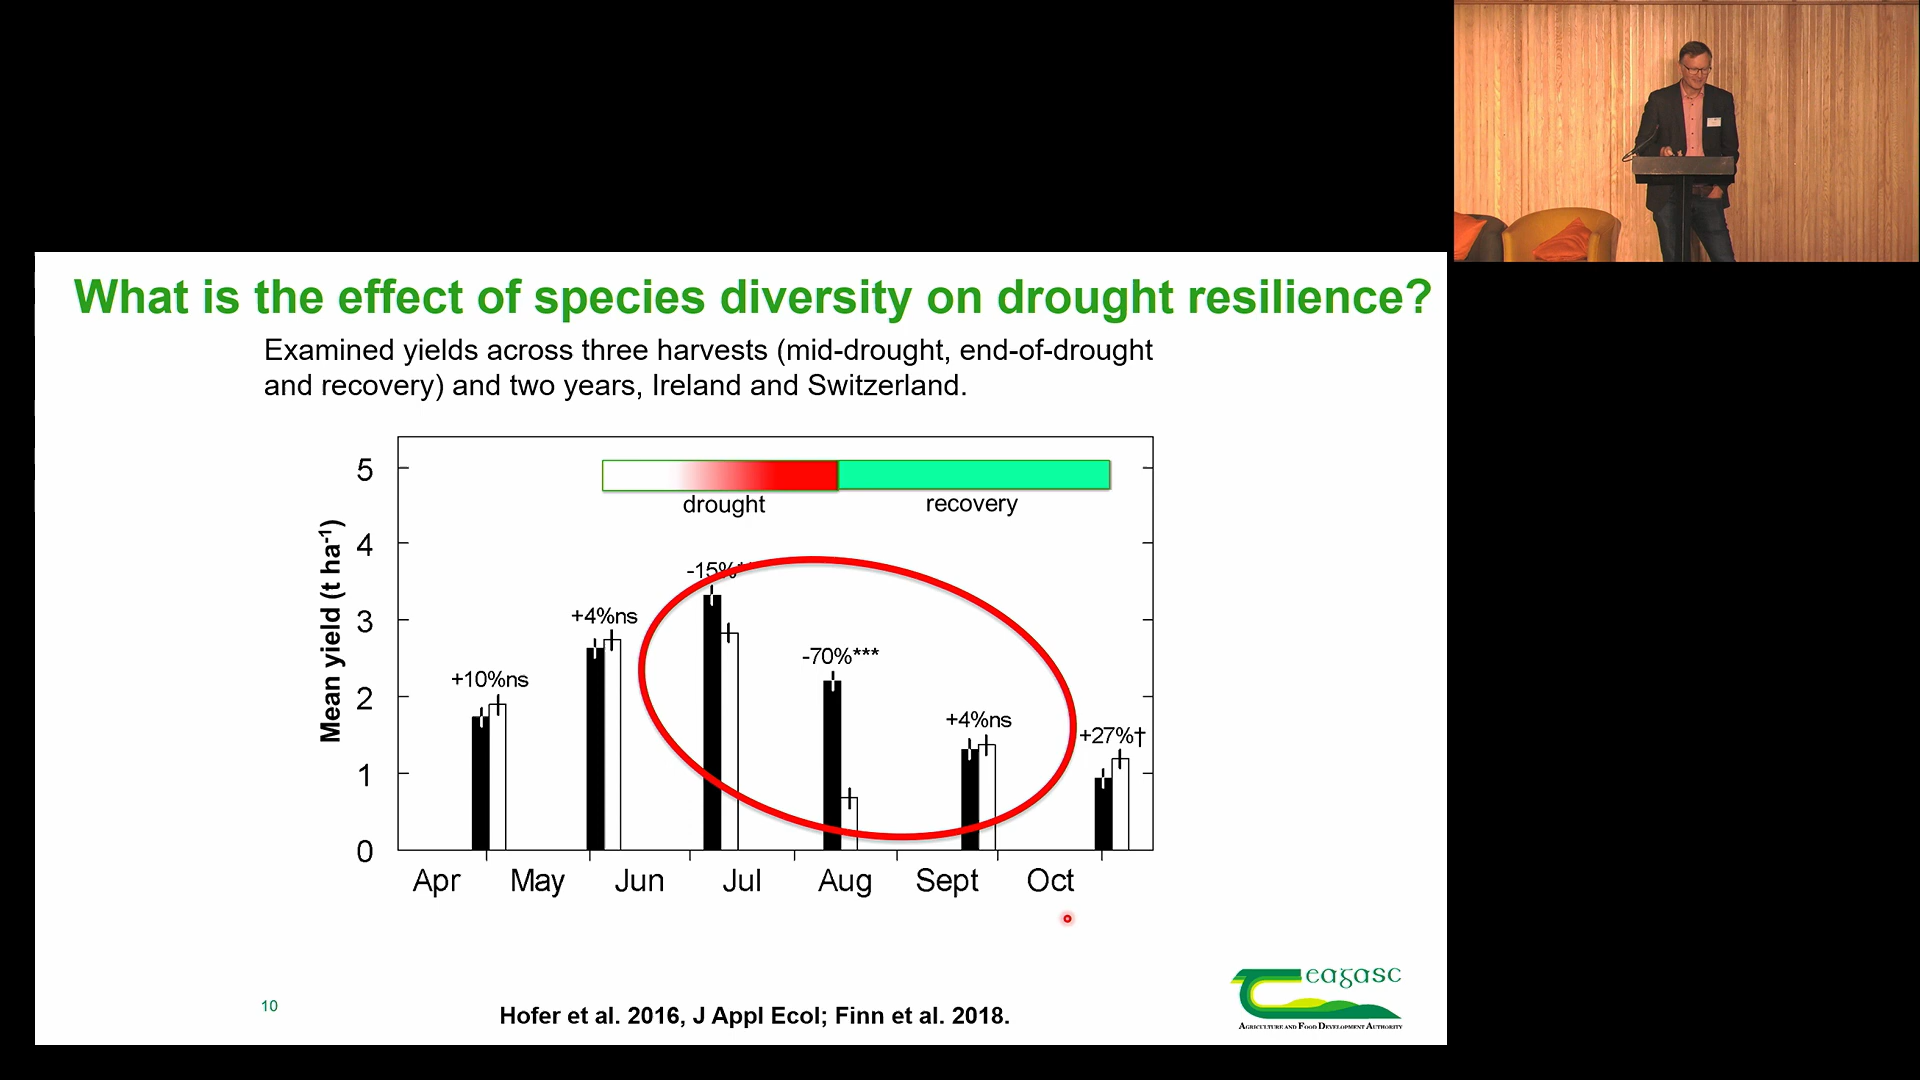 What is the effect of species diversity on drought resilience?
Examined yields across three harvests (mid-drought, end-of-drought
and recovery) and two years, Ireland and Switzerland.
Mean yield (t ha-1)
5
4
3
2
1
0
drought
recovery
+10%ns
+4%ns
-15%
-70%***
+4%ns
+27%†
Apr May Jun Jul Aug Sept Oct
10
Hofer et al. 2016, J Appl Ecol; Finn et al. 2018.
eagasc
Agriculture and Food Development Authority